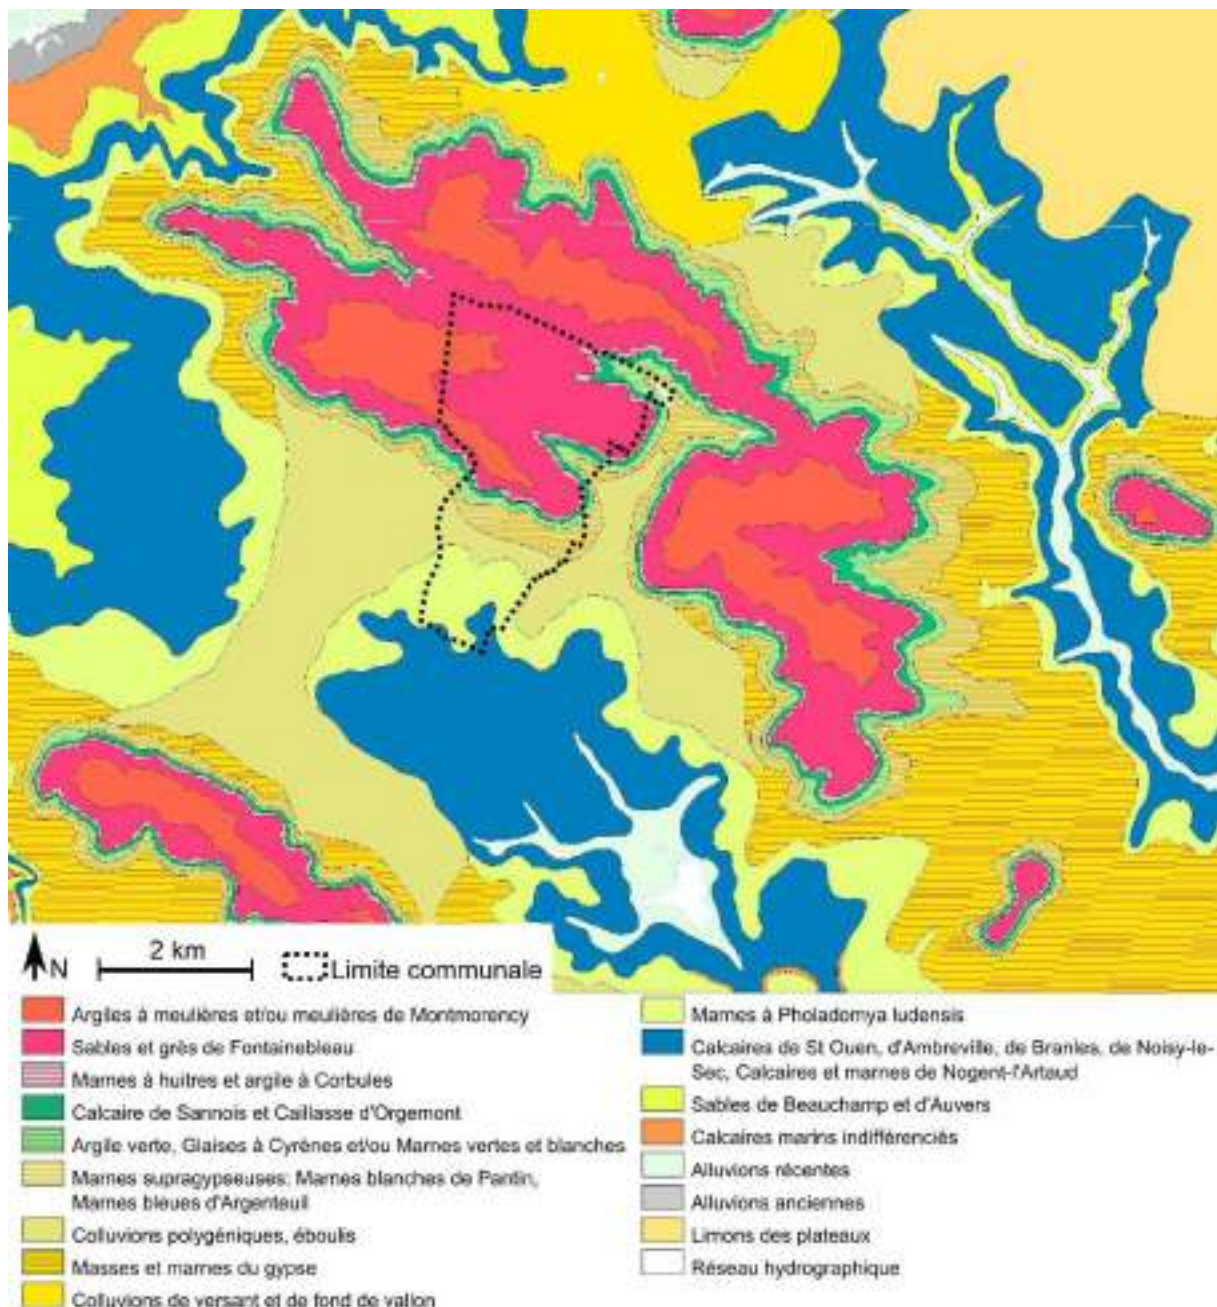 N
2 km
Limite communale
Argiles à meulières et/ou meulières de Montmorency
Sables et grès de Fontainebleau
Marnes à huitres et argile à Corbules
Calcaire de Sannois et Caillasse d'Orgemont
Argile verte, Glaises à Cyrènes et/ou Marnes vertes et blanches
Marnes supragypseuses: Marnes blanches de Pantin,
Marnes bleues d'Argenteuil
Colluvions polygéniques, éboulis
Masses et marnes du gypse
Colluvions de versant et de fond de vallon
Marnes à Pholadomya ludensis
Calcaires de St Ouen, d'Ambreville, de Branles, de Noisy-le-
Sec, Calcaires et marnes de Nogent-l'Artaud
Sables de Beauchamp et d'Auvers
Calcaires marins indifférenciés
Alluvions récentes
Alluvions anciennes
Limons des plateaux
Réseau hydrographique